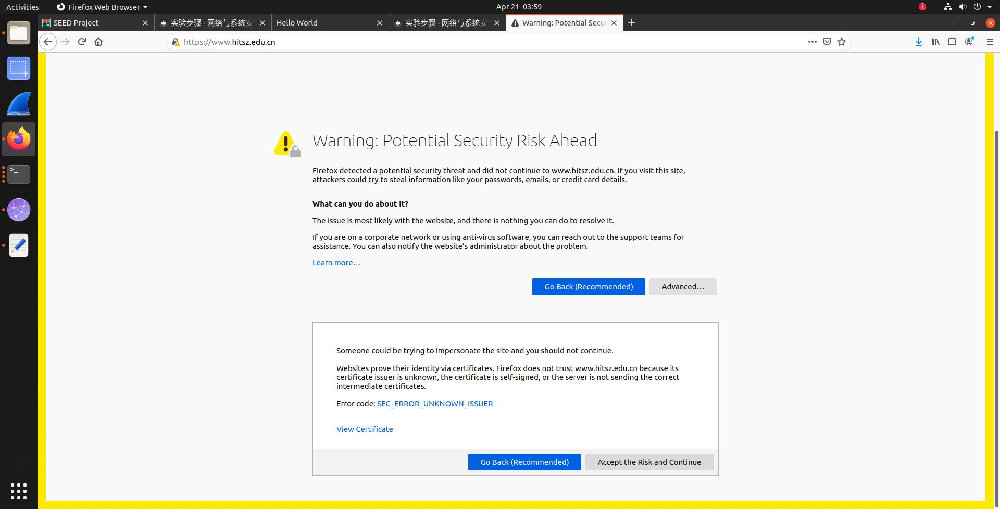 Activities
Firefox Web Browser
Apr 21 03:59
SEED Project
实验步骤 - 网络与系统安
Hello World
实验步骤 - 网络与系统安
Warning: Potential Secur
https://www.hitsz.edu.cn
Warning: Potential Security Risk Ahead
Firefox detected a potential security threat and did not continue to www.hitsz.edu.cn. If you visit this site,
attackers could try to steal information like your passwords, emails, or credit card details.
What can you do about it?
The issue is most likely with the website, and there is nothing you can do to resolve it.
If you are on a corporate network or using anti-virus software, you can reach out to the support teams for
assistance. You can also notify the website’s administrator about the problem.
Learn more…
Go Back (Recommended)
Advanced…
Someone could be trying to impersonate the site and you should not continue.
Websites prove their identity via certificates. Firefox does not trust www.hitsz.edu.cn because its
certificate issuer is unknown, the certificate is self-signed, or the server is not sending the correct
intermediate certificates.
Error code: SEC_ERROR_UNKNOWN_ISSUER
View Certificate
Go Back (Recommended)
Accept the Risk and Continue